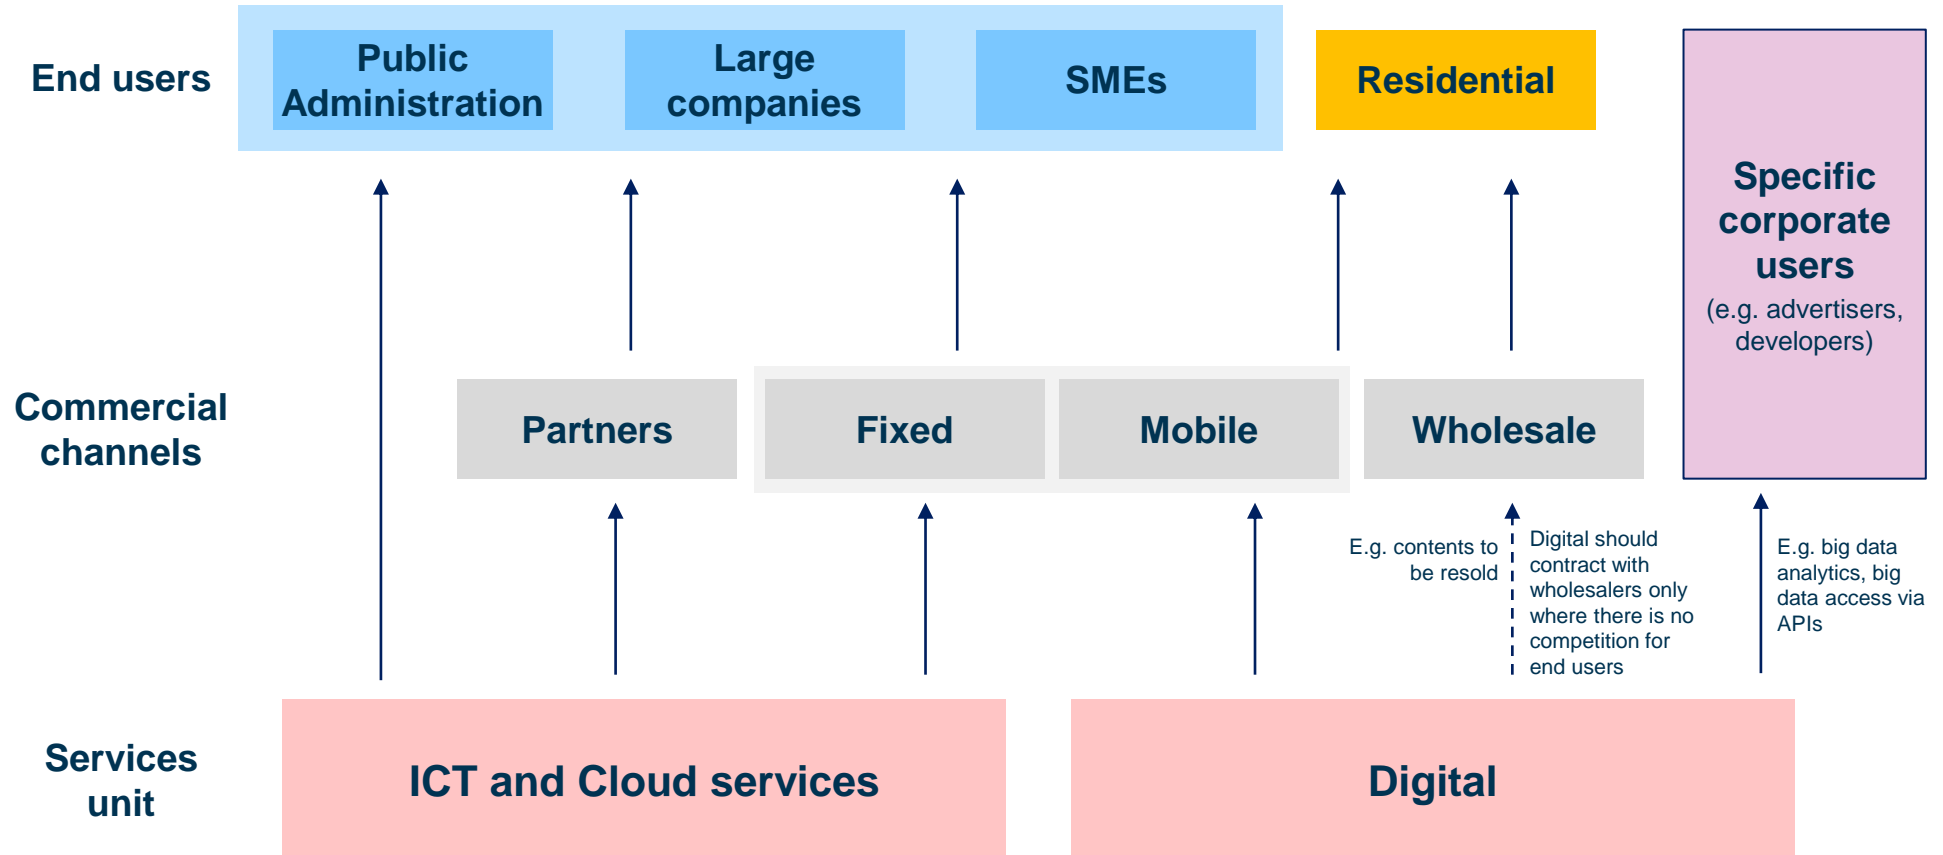 End users
Public
Administration
Large
companies
SMEs
Residential
Specific
corporate
users
(e.g. advertisers,
developers)
Commercial
channels
Partners
Fixed
Mobile
Wholesale
E.g. contents to
be resold
Digital should
contract with
wholesalers only
where there is no
competition for
end users
E.g. big data
analytics, big
data access via
APIs
Services
unit
ICT and Cloud services
Digital